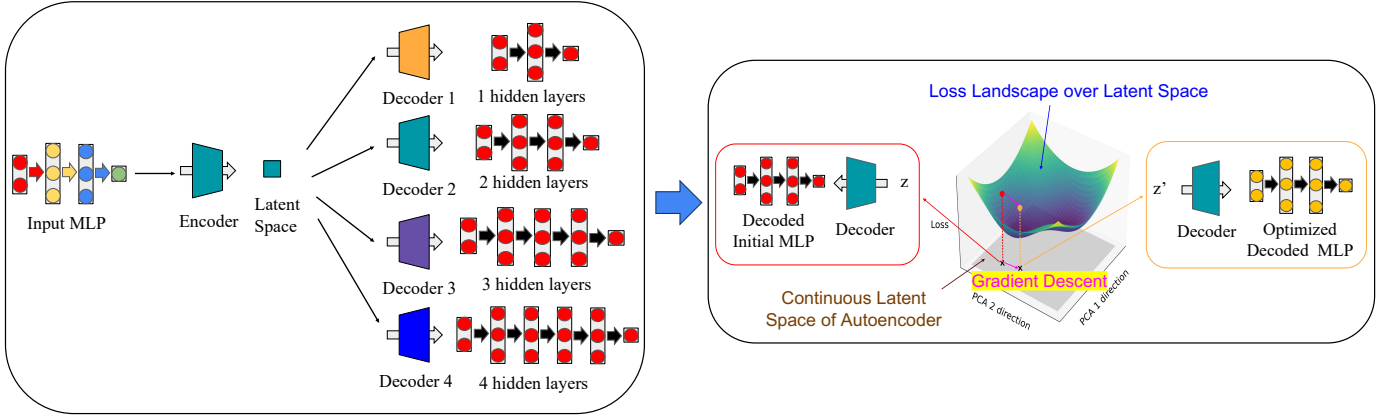 Input MLP
Encoder
Latent
Space
Decoder 1
1 hidden layers
Decoder 2
2 hidden layers
Decoder 3
3 hidden layers
Decoder 4
4 hidden layers
Loss Landscape over Latent Space
z
Decoded
Initial MLP
Decoder
Loss
z'
Decoder
Optimized
Decoded MLP
x
x
Gradient Descent
Continuous Latent
Space of Autoencoder
PCA 2 direction
PCA 1 direction